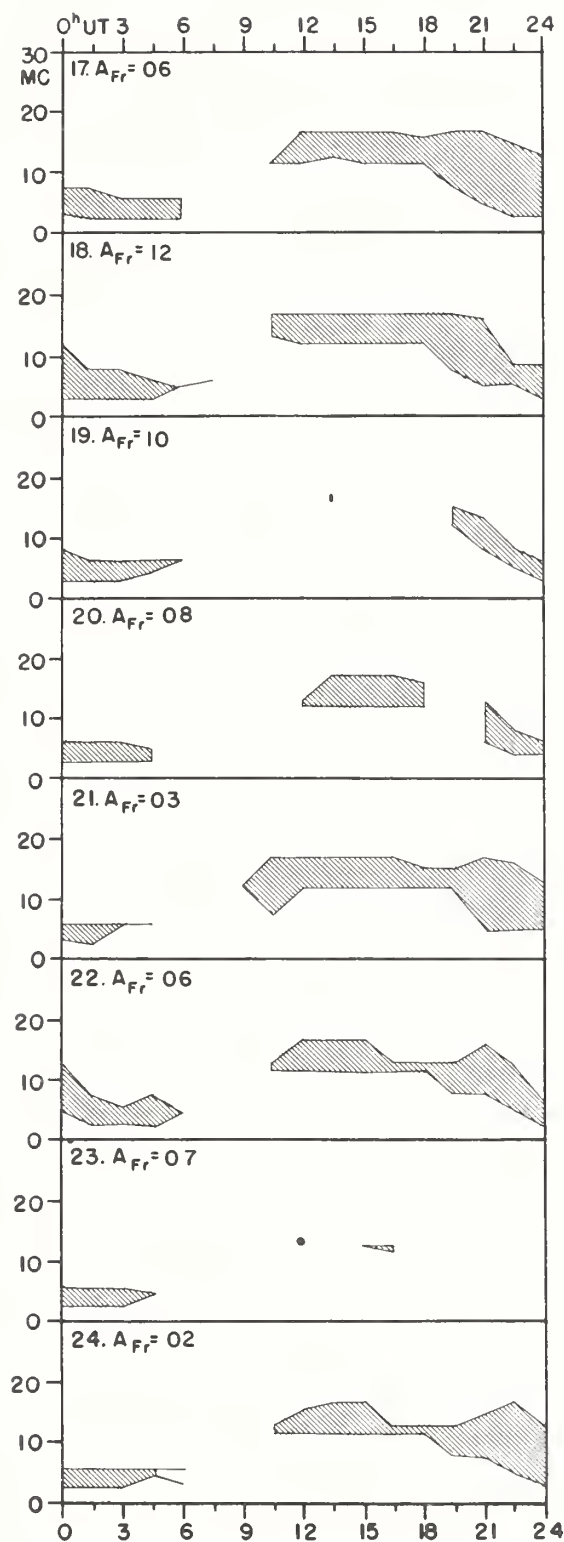 0ʰ UT 3 6 9 12 15 18 21 24
30
MC
17. A_Fr = 06
20
10
0
18. A_Fr = 12
20
10
0
19. A_Fr = 10
20
10
0
20. A_Fr = 08
20
10
0
21. A_Fr = 03
20
10
0
22. A_Fr = 06
20
10
0
23. A_Fr = 07
20
10
0
24. A_Fr = 02
20
10
0
0 3 6 9 12 15 18 21 24